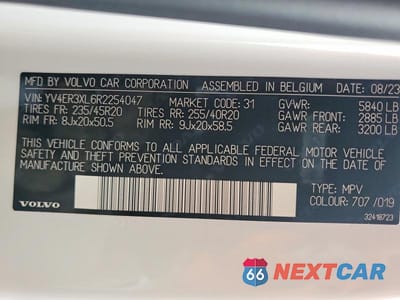 MFD BY VOLVO CAR CORPORATION ASSEMBLED IN BELGIUM DATE: 08/23
VIN: YV4ER3XL6R2254047 MARKET CODE: 31 GVWR: 5840 LB
TIRES FR: 235/45R20 TIRES RR: 255/40R20 GAWR FRONT: 2885 LB
RIM FR: 8Jx20x50.5 RIM RR: 9Jx20x58.5 GAWR REAR: 3200 LB
THIS VEHICLE CONFORMS TO ALL APPLICABLE FEDERAL MOTOR VEHICLE
SAFETY AND THEFT PREVENTION STANDARDS IN EFFECT ON THE DATE OF
MANUFACTURE SHOWN ABOVE.
TYPE: MPV
COLOUR: 707 / 019
VOLVO
32418723
66 NEXTCAR